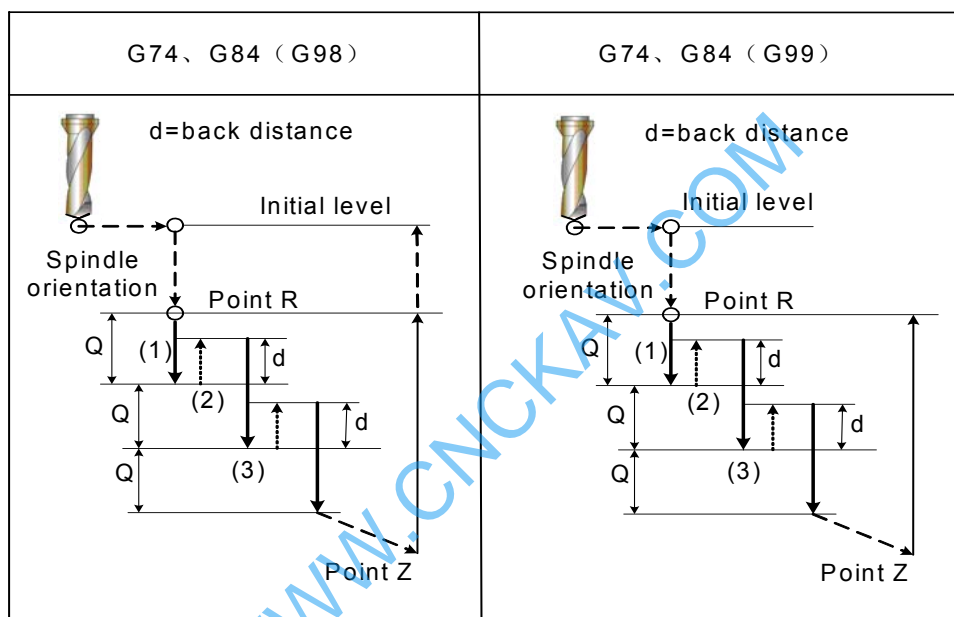 G74、G84（G98）
d=back distance
Initial level
Spindle
orientation
Point R
Q
(1)
d
(2)
Q
d
(3)
Q
Point Z
G74、G84（G99）
d=back distance
Initial level
Spindle
orientation
Point R
Q
(1)
d
(2)
Q
d
(3)
Q
Point Z
WWW.CNCKAV.COM